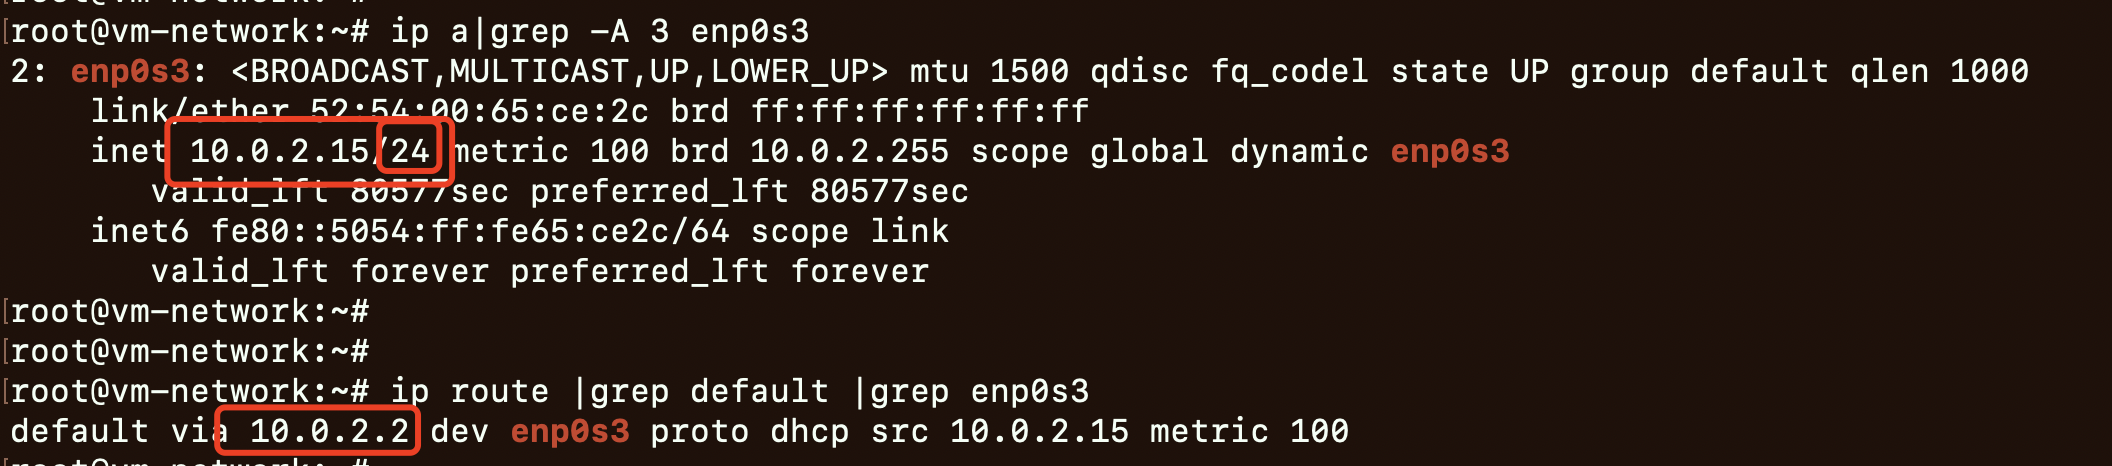 [root@vm-network:~# ip a|grep -A 3 enp0s3
2: enp0s3: <BROADCAST,MULTICAST,UP,LOWER_UP> mtu 1500 qdisc fq_codel state UP group default qlen 1000
link/ether 52:54:00:65:ce:2c brd ff:ff:ff:ff:ff:ff
inet 10.0.2.15/24 metric 100 brd 10.0.2.255 scope global dynamic enp0s3
valid_lft 80577sec preferred_lft 80577sec
inet6 fe80::5054:ff:fe65:ce2c/64 scope link
valid_lft forever preferred_lft forever
[root@vm-network:~#
[root@vm-network:~#
[root@vm-network:~# ip route |grep default |grep enp0s3
default via 10.0.2.2 dev enp0s3 proto dhcp src 10.0.2.15 metric 100